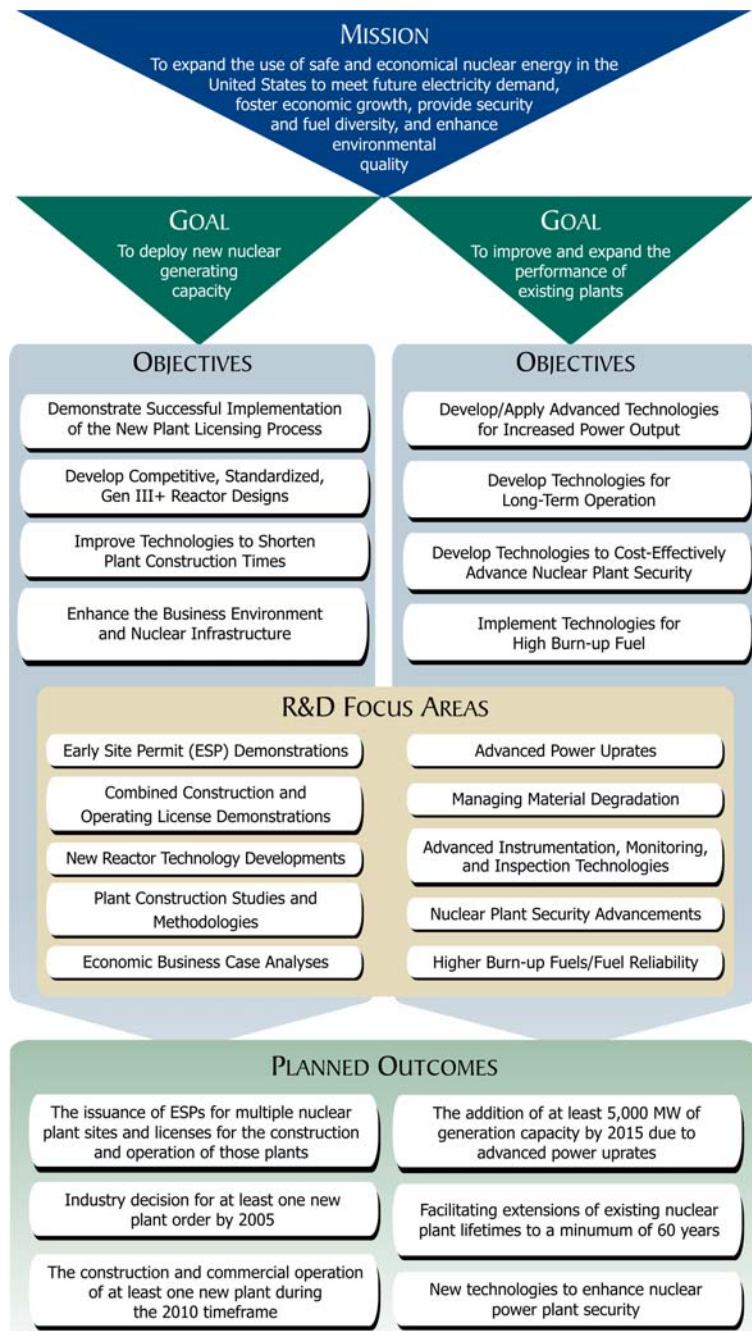 MISSION
To expand the use of safe and economical nuclear energy in the
United States to meet future electricity demand,
foster economic growth, provide security
and fuel diversity, and enhance
environmental
quality
GOAL
To deploy new nuclear
generating
capacity
GOAL
To improve and expand the
performance of
existing plants
OBJECTIVES
Demonstrate Successful Implementation
of the New Plant Licensing Process
Develop Competitive, Standardized,
Gen III+ Reactor Designs
Improve Technologies to Shorten
Plant Construction Times
Enhance the Business Environment
and Nuclear Infrastructure
OBJECTIVES
Develop/Apply Advanced Technologies
for Increased Power Output
Develop Technologies for
Long-Term Operation
Develop Technologies to Cost-Effectively
Advance Nuclear Plant Security
Implement Technologies for
High Burn-up Fuel
R&D FOCUS AREAS
Early Site Permit (ESP) Demonstrations
Combined Construction and
Operating License Demonstrations
New Reactor Technology Developments
Plant Construction Studies and
Methodologies
Economic Business Case Analyses
Advanced Power Uprates
Managing Material Degradation
Advanced Instrumentation, Monitoring,
and Inspection Technologies
Nuclear Plant Security Advancements
Higher Burn-up Fuels/Fuel Reliability
PLANNED OUTCOMES
The issuance of ESPs for multiple nuclear
plant sites and licenses for the construction
and operation of those plants
Industry decision for at least one new
plant order by 2005
The construction and commercial operation
of at least one new plant during
the 2010 timeframe
The addition of at least 5,000 MW of
generation capacity by 2015 due to
advanced power uprates
Facilitating extensions of existing nuclear
plant lifetimes to a minumum of 60 years
New technologies to enhance nuclear
power plant security